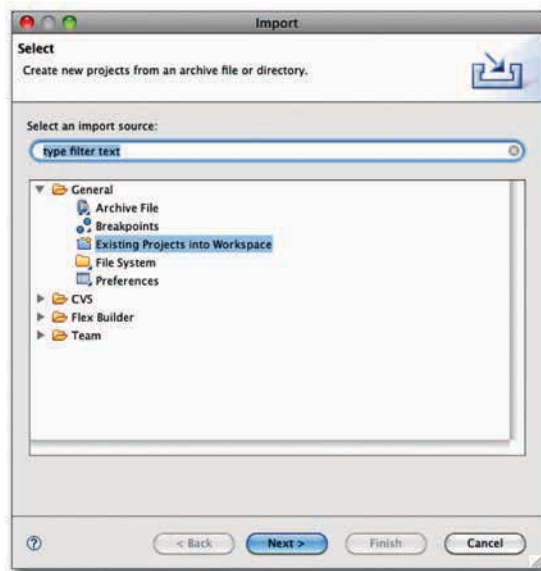 Import
Select
Create new projects from an archive file or directory.
Select an import source:
type filter text
General
Archive File
Breakpoints
Existing Projects into Workspace
File System
Preferences
CVS
Flex Builder
Team
?
< Back
Next >
Finish
Cancel